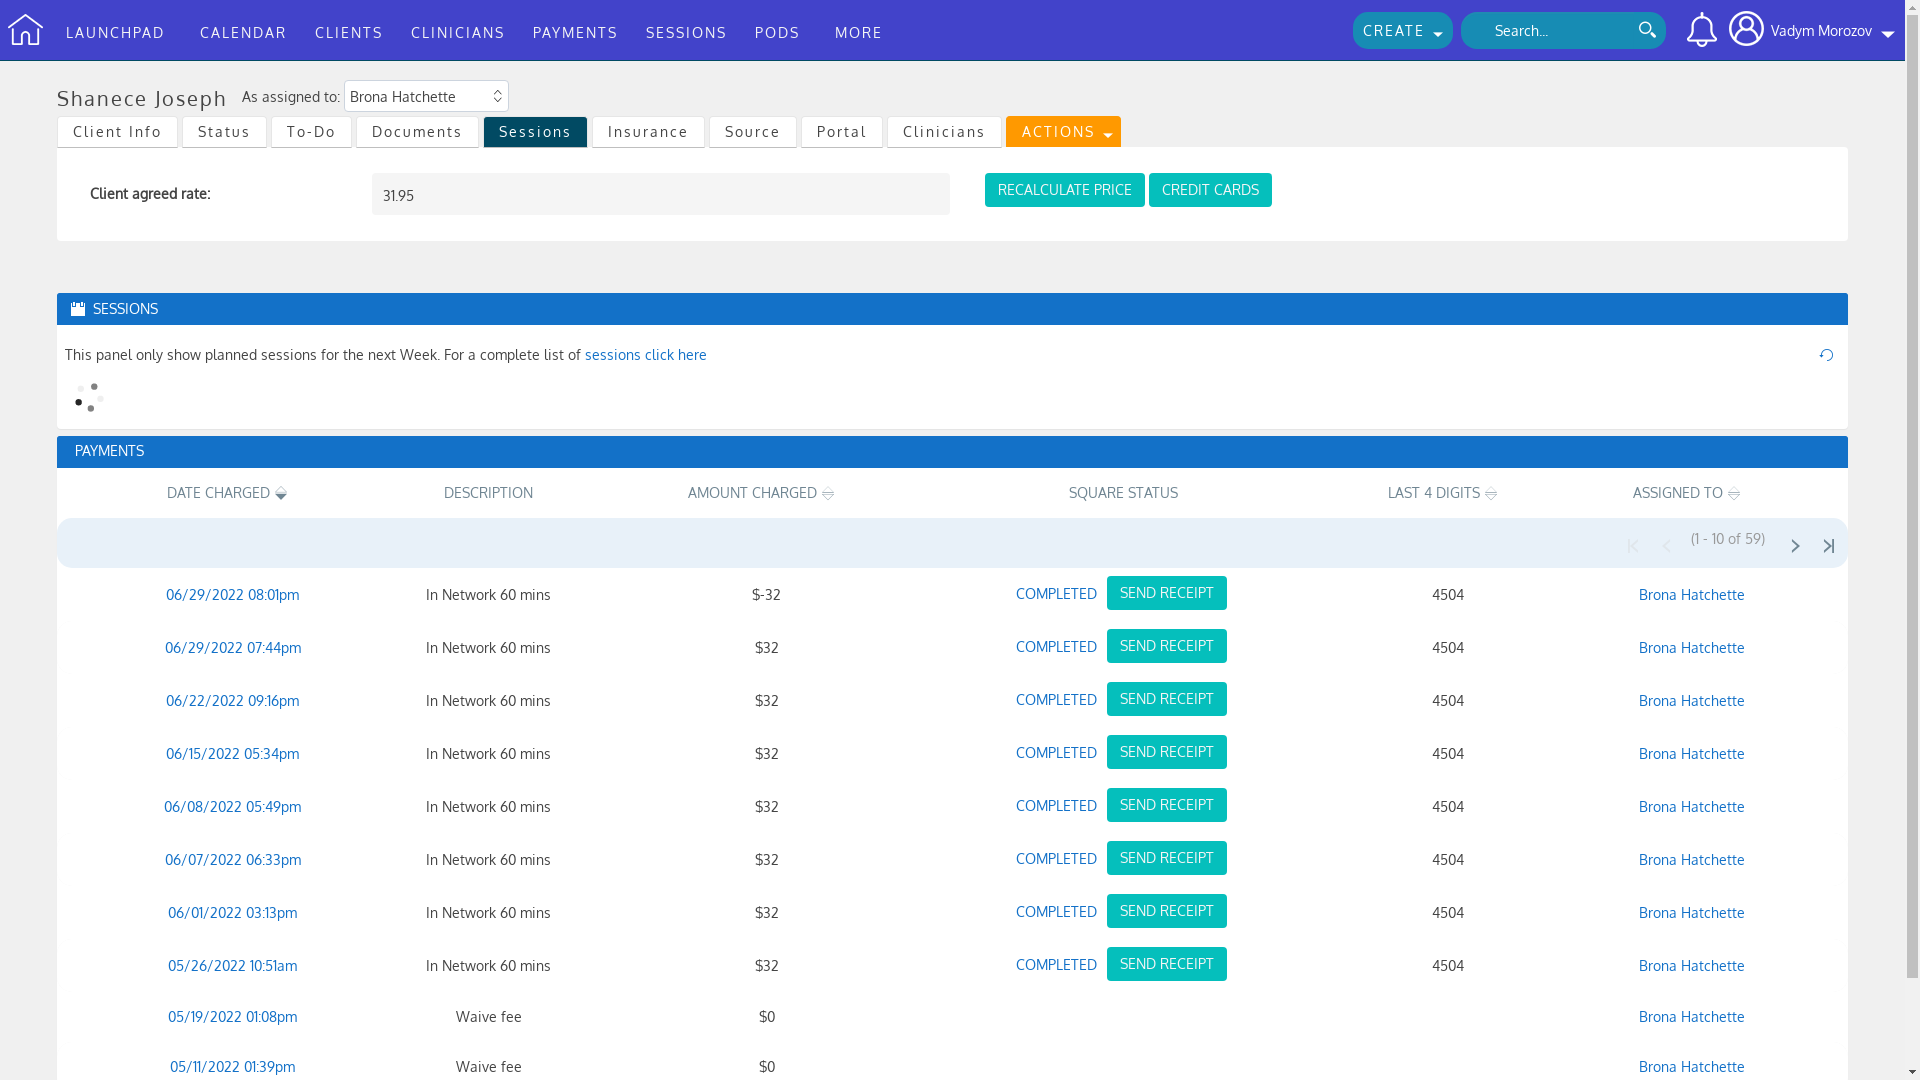 LAUNCHPAD CALENDAR CLIENTS CLINICIANS PAYMENTS SESSIONS PODS MORE CREATE Search... Vadym Morozov
Shanece Joseph As assigned to: Brona Hatchette
Client Info Status To-Do Documents Sessions Insurance Source Portal Clinicians ACTIONS
Client agreed rate: 31.95 RECALCULATE PRICE CREDIT CARDS
SESSIONS
This panel only show planned sessions for the next Week. For a complete list of sessions click here
PAYMENTS
DATE CHARGED DESCRIPTION AMOUNT CHARGED SQUARE STATUS LAST 4 DIGITS ASSIGNED TO
(1 - 10 of 59)
06/29/2022 08:01pm In Network 60 mins $-32 COMPLETED SEND RECEIPT 4504 Brona Hatchette
06/29/2022 07:44pm In Network 60 mins $32 COMPLETED SEND RECEIPT 4504 Brona Hatchette
06/22/2022 09:16pm In Network 60 mins $32 COMPLETED SEND RECEIPT 4504 Brona Hatchette
06/15/2022 05:34pm In Network 60 mins $32 COMPLETED SEND RECEIPT 4504 Brona Hatchette
06/08/2022 05:49pm In Network 60 mins $32 COMPLETED SEND RECEIPT 4504 Brona Hatchette
06/07/2022 06:33pm In Network 60 mins $32 COMPLETED SEND RECEIPT 4504 Brona Hatchette
06/01/2022 03:13pm In Network 60 mins $32 COMPLETED SEND RECEIPT 4504 Brona Hatchette
05/26/2022 10:51am In Network 60 mins $32 COMPLETED SEND RECEIPT 4504 Brona Hatchette
05/19/2022 01:08pm Waive fee $0 Brona Hatchette
05/11/2022 01:39pm Waive fee $0 Brona Hatchette